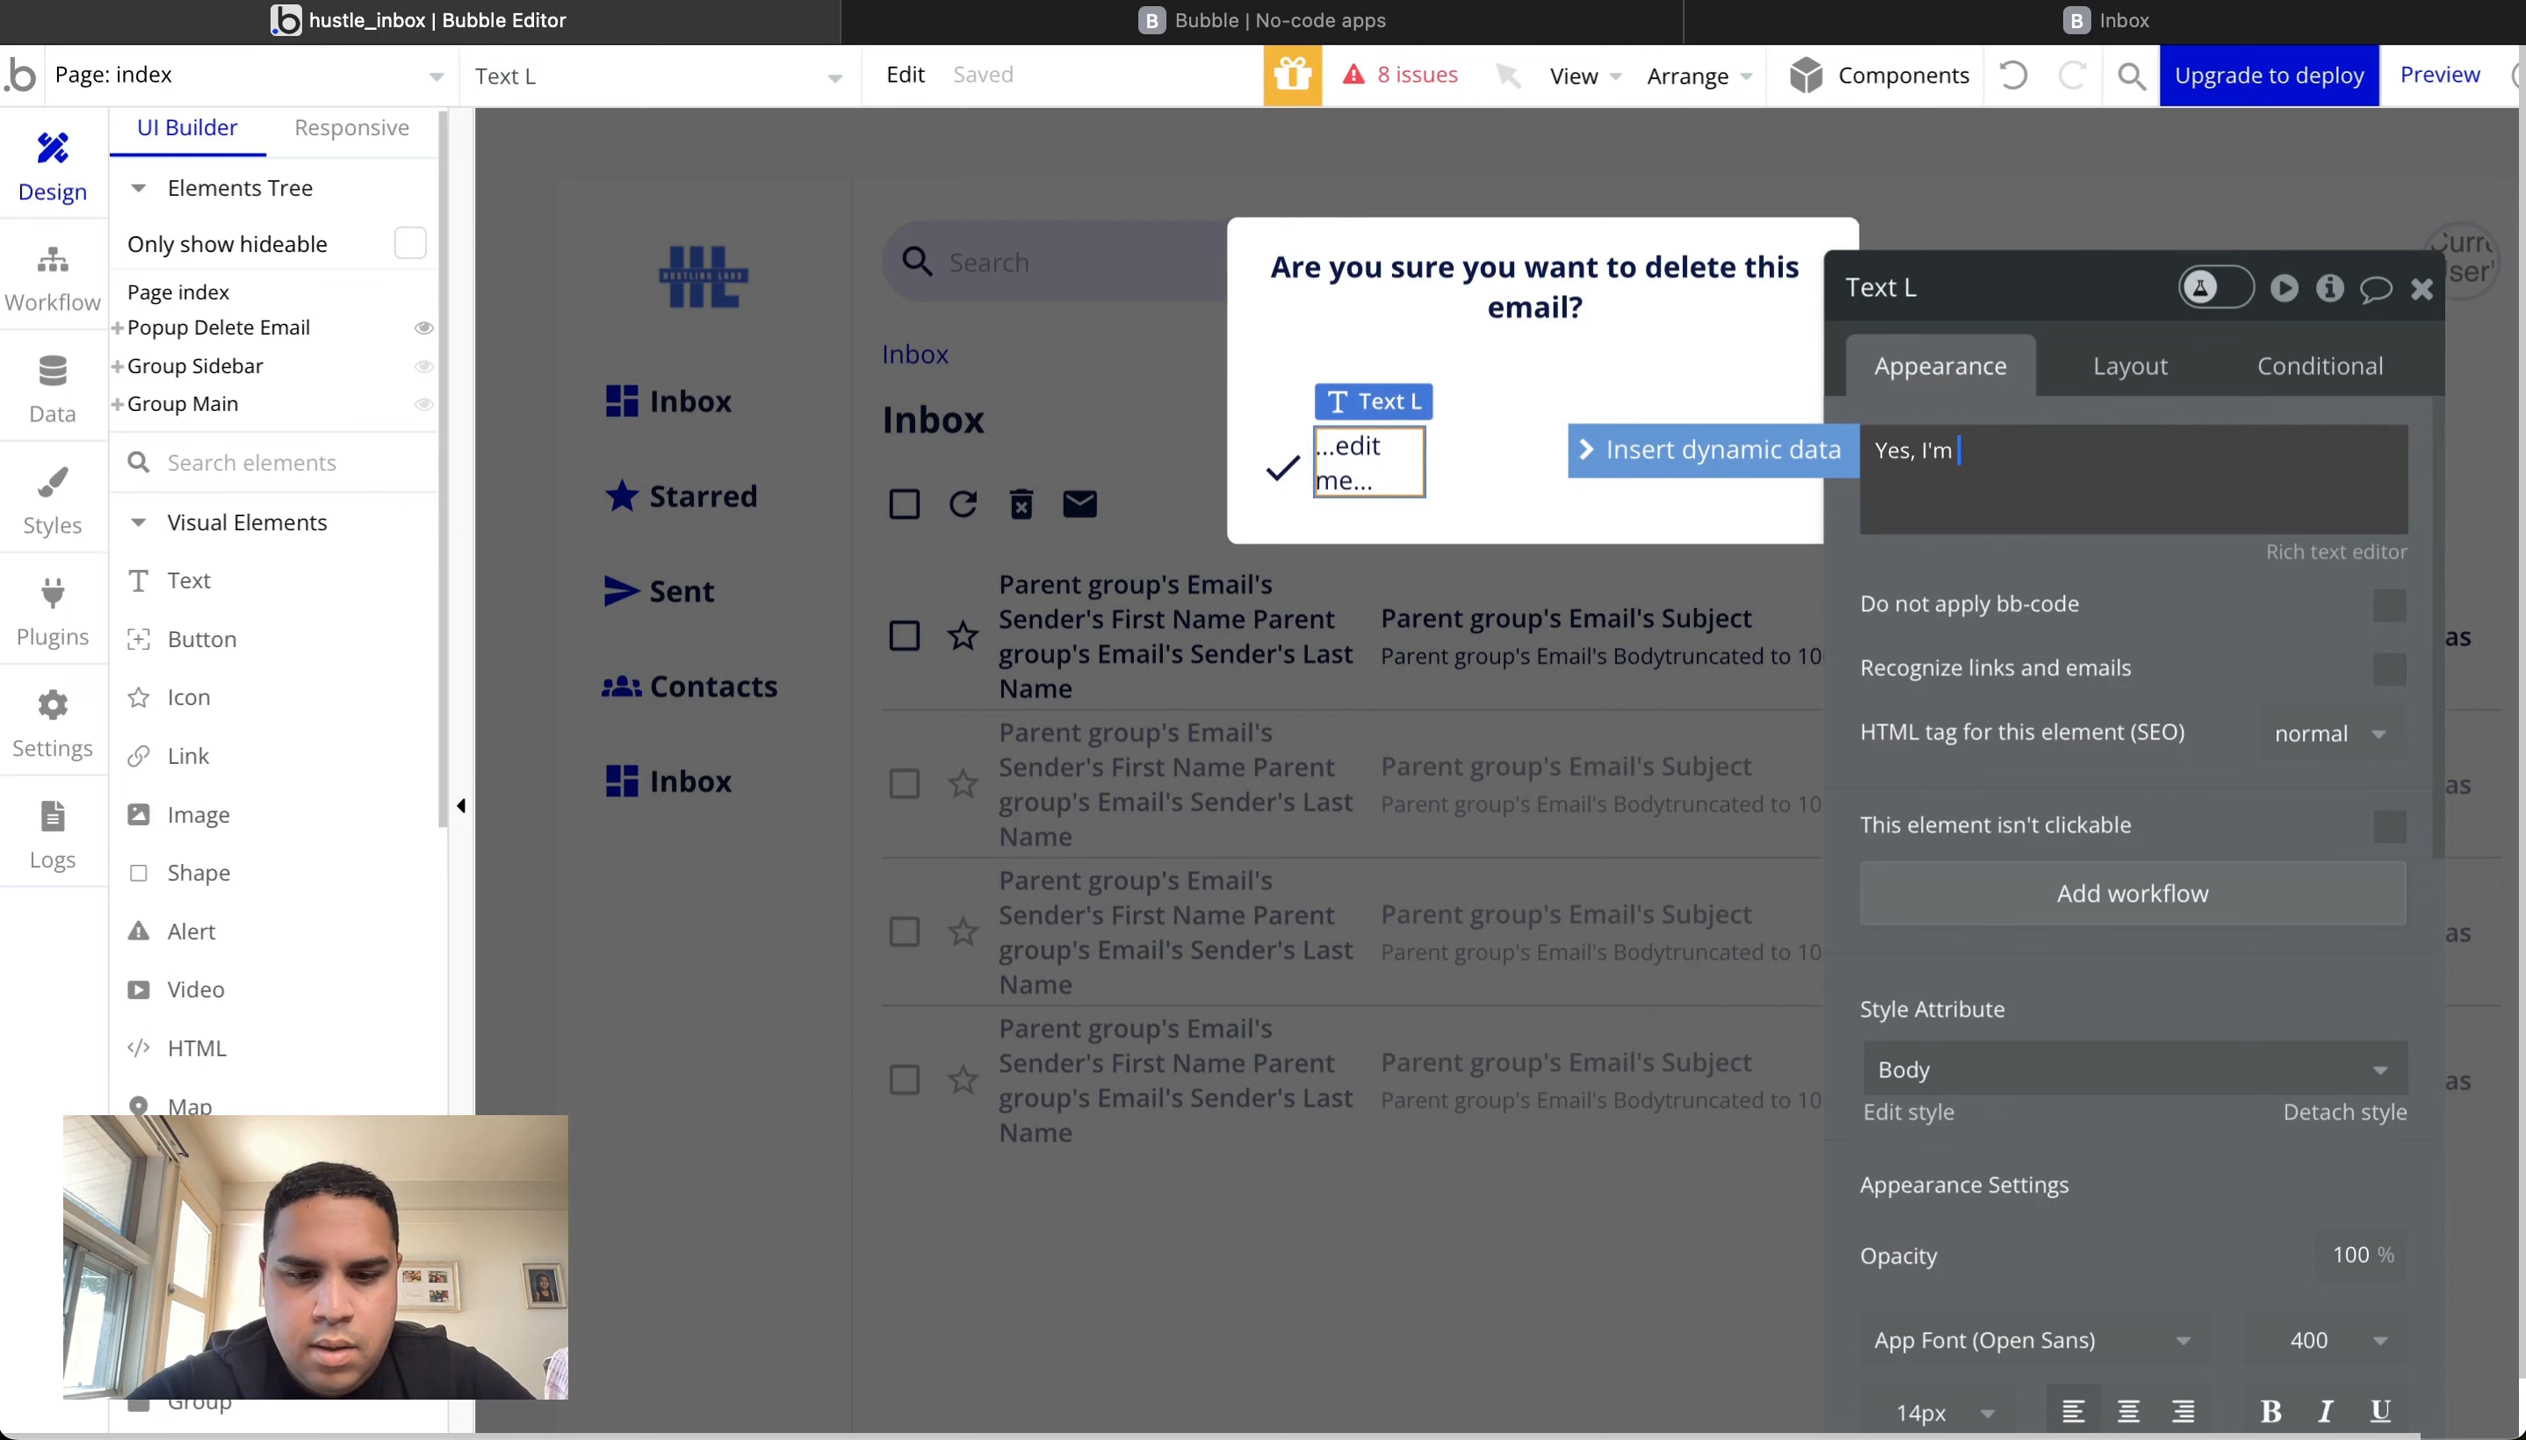 hustle_inbox | Bubble Editor
B Bubble | No-code apps
B Inbox
Page: index
Text L
Edit Saved
8 issues
View
Arrange
Components
Upgrade to deploy
Preview
Design
Workflow
Data
Styles
Plugins
Settings
Logs
UI Builder Responsive
Elements Tree
Only show hideable
Page index
Popup Delete Email
Group Sidebar
Group Main
Search elements
Visual Elements
Text
Button
Icon
Link
Image
Shape
Alert
Video
HTML
Map
Group
HUSTLING LABS
Inbox
Starred
Sent
Contacts
Inbox
Search
Inbox
Inbox
Are you sure you want to delete this
email?
Text L
...edit
me...
Insert dynamic data
Parent group's Email's
Sender's First Name Parent
group's Email's Sender's Last
Name
Parent group's Email's Subject
Parent group's Email's Bodytruncated to 10
as
Parent group's Email's
Sender's First Name Parent
group's Email's Sender's Last
Name
Parent group's Email's Subject
Parent group's Email's Bodytruncated to 10
as
Parent group's Email's
Sender's First Name Parent
group's Email's Sender's Last
Name
Parent group's Email's Subject
Parent group's Email's Bodytruncated to 10
as
Parent group's Email's
Sender's First Name Parent
group's Email's Sender's Last
Name
Parent group's Email's Subject
Parent group's Email's Bodytruncated to 10
as
Text L
Appearance Layout Conditional
Yes, I'm
Rich text editor
Do not apply bb-code
Recognize links and emails
HTML tag for this element (SEO) normal
This element isn't clickable
Add workflow
Style Attribute
Body
Edit style Detach style
Appearance Settings
Opacity 100 %
App Font (Open Sans) 400
14px B I U